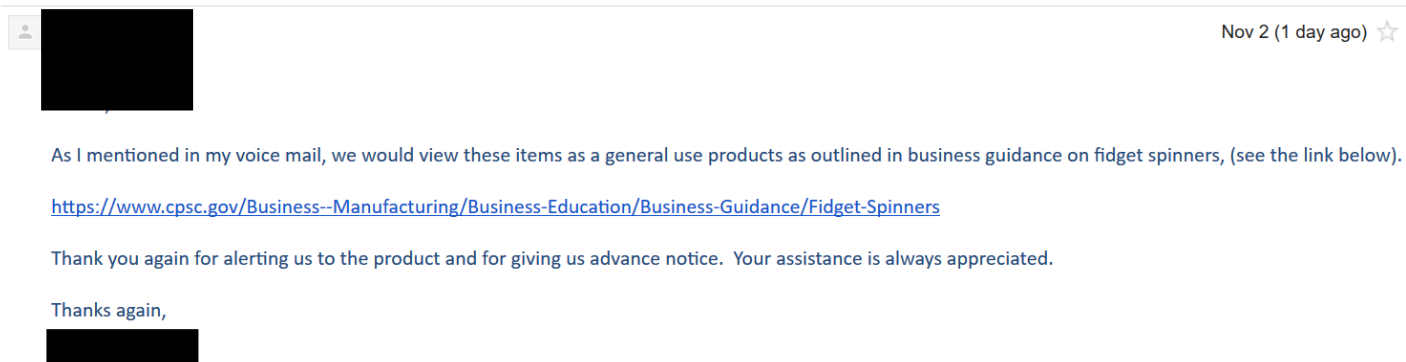 Nov 2 (1 day ago)
As I mentioned in my voice mail, we would view these items as a general use products as outlined in business guidance on fidget spinners, (see the link below).
https://www.cpsc.gov/Business--Manufacturing/Business-Education/Business-Guidance/Fidget-Spinners
Thank you again for alerting us to the product and for giving us advance notice.  Your assistance is always appreciated.
Thanks again,